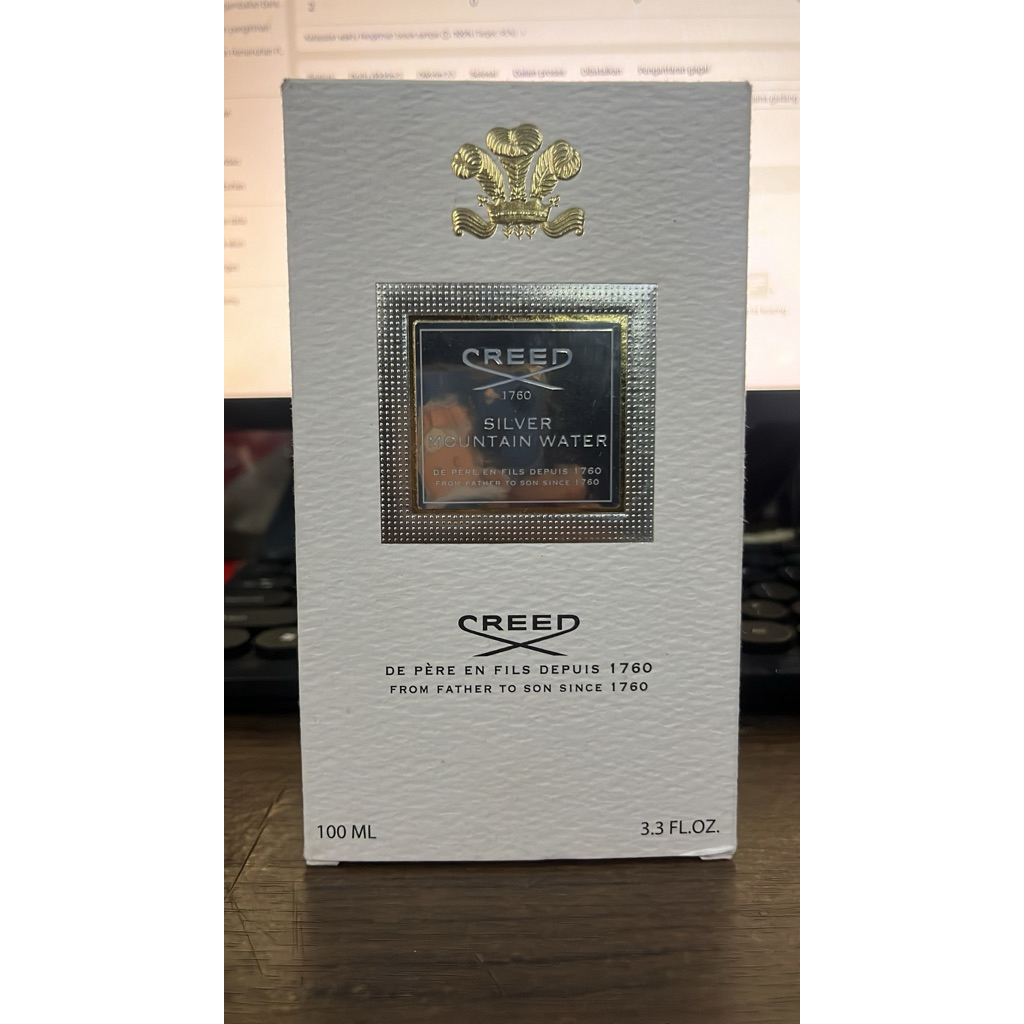 CREED
1760
SILVER
MOUNTAIN WATER
DE PÈRE EN FILS DEPUIS 1760
FROM FATHER TO SON SINCE 1760
CREED
DE PÈRE EN FILS DEPUIS 1760
FROM FATHER TO SON SINCE 1760
100 ML
3.3 FL.OZ.